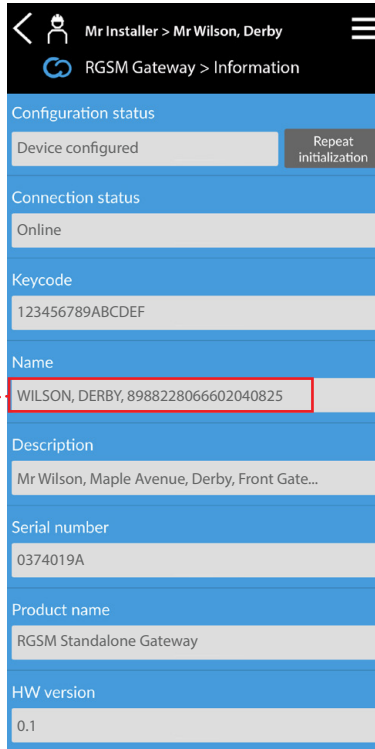 Mr Installer > Mr Wilson, Derby
RGSM Gateway > Information
Configuration status
Device configured
Repeat
initialization
Connection status
Online
Keycode
123456789ABCDEF
Name
WILSON, DERBY, 8988228066602040825
Description
Mr Wilson, Maple Avenue, Derby, Front Gate...
Serial number
0374019A
Product name
RGSM Standalone Gateway
HW version
0.1